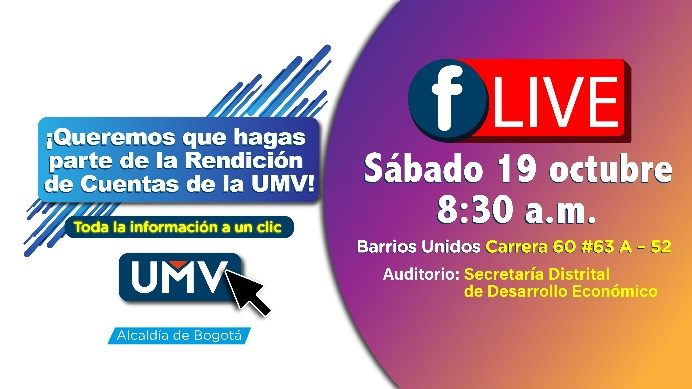 ¡Queremos que hagas
parte de la Rendición
de Cuentas de la UMV!
Toda la información a un clic
UMV
Alcaldía de Bogotá
f LIVE
Sábado 19 octubre
8:30 a.m.
Barrios Unidos Carrera 60 #63 A – 52
Auditorio: Secretaría Distrital
de Desarrollo Económico